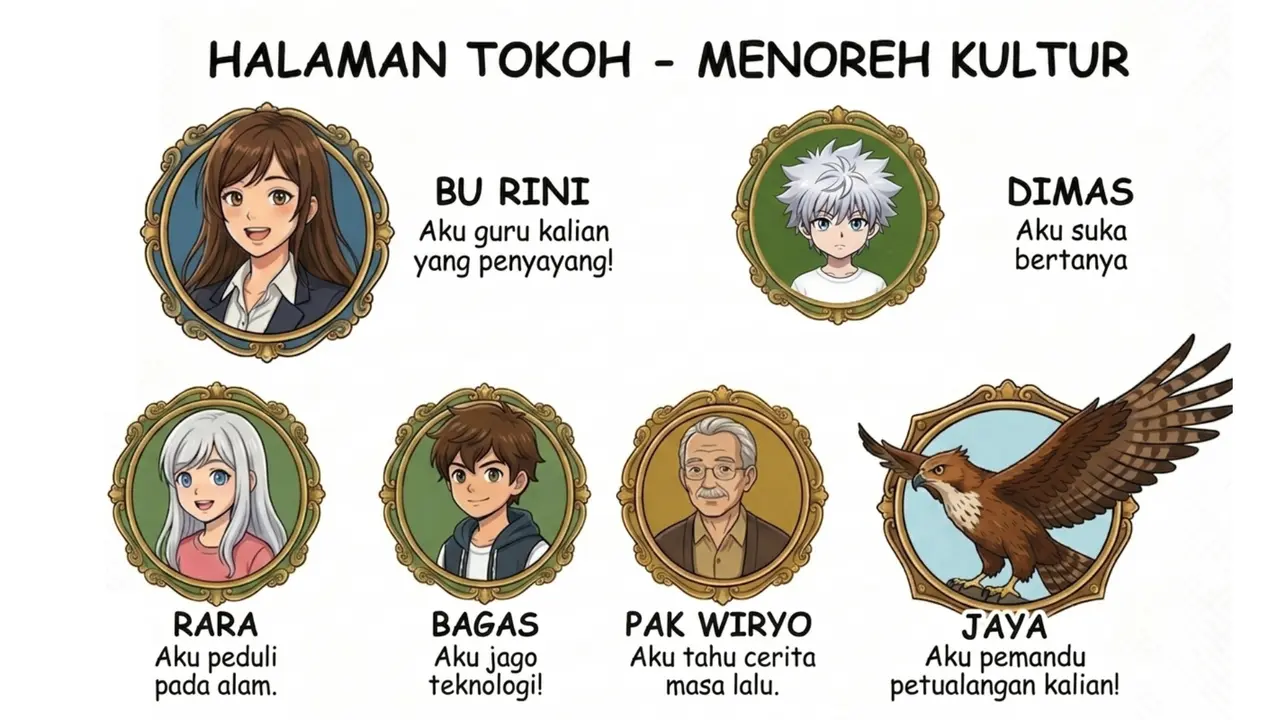 HALAMAN TOKOH - MENOREH KULTUR
BU RINI
Aku guru kalian
yang penyayang!
DIMAS
Aku suka
bertanya
RARA
Aku peduli
pada alam.
BAGAS
Aku jago
teknologi!
PAK WIRYO
Aku tahu cerita
masa lalu.
JAYA
Aku pemandu
petualangan kalian!